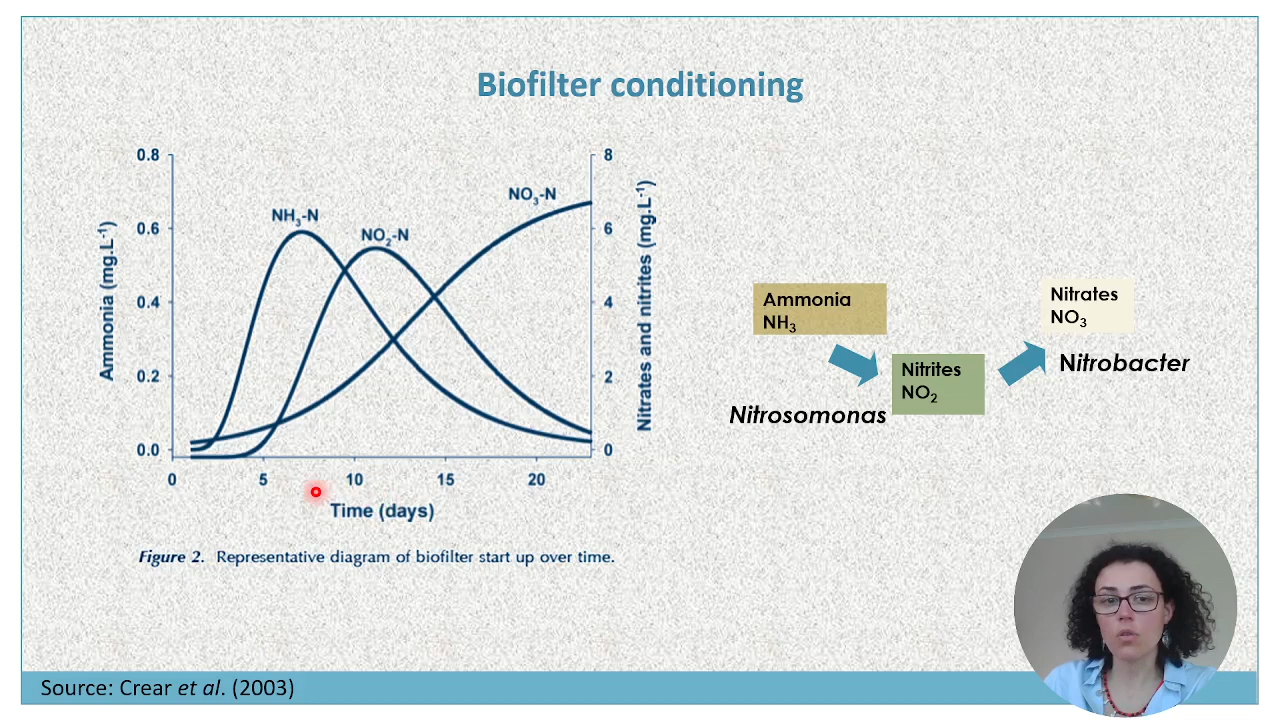 Biofilter conditioning
0.8
0.6
0.4
0.2
0.0
Ammonia (mg.L⁻¹)
NH₃-N
NO₂-N
NO₃-N
8
6
4
2
0
Nitrates and nitrites (mg.L⁻¹)
0 5 10 15 20
Time (days)
Figure 2. Representative diagram of biofilter start up over time.
Ammonia
NH₃
Nitrosomonas
Nitrites
NO₂
Nitrates
NO₃
Nitrobacter
Source: Crear et al. (2003)